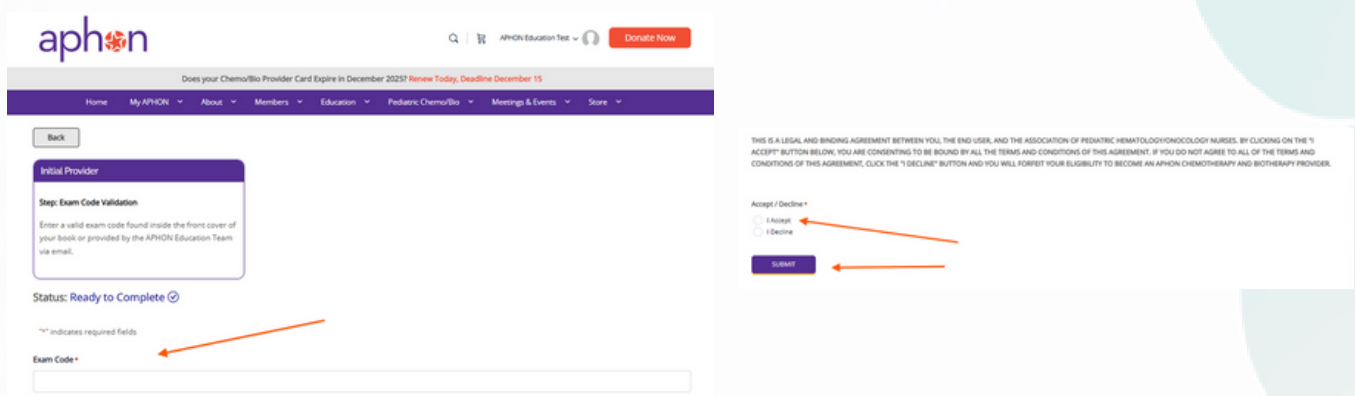 aphon
APHON Education Test
Donate Now
Does your Chemo/Bio Provider Card Expire in December 2025? Renew Today, Deadline December 15
Home My APHON About Members Education Pediatric Chemo/Bio Meetings & Events Store
Back
Initial Provider
Step: Exam Code Validation
Enter a valid exam code found inside the front cover of
your book or provided by the APHON Education Team
via email.
Status: Ready to Complete
"*" indicates required fields
Exam Code *
THIS IS A LEGAL AND BINDING AGREEMENT BETWEEN YOU, THE END USER, AND THE ASSOCIATION OF PEDIATRIC HEMATOLOGY/ONOCOLOGY NURSES. BY CLICKING ON THE "I
ACCEPT" BUTTON BELOW, YOU ARE CONSENTING TO BE BOUND BY ALL THE TERMS AND CONDITIONS OF THIS AGREEMENT. IF YOU DO NOT AGREE TO ALL OF THE TERMS AND
CONDITIONS OF THIS AGREEMENT, CLICK THE "I DECLINE" BUTTON AND YOU WILL FORFEIT YOUR ELIGIBILITY TO BECOME AN APHON CHEMOTHERAPY AND BIOTHERAPY PROVIDER.
Accept / Decline *
I Accept
I Decline
SUBMIT